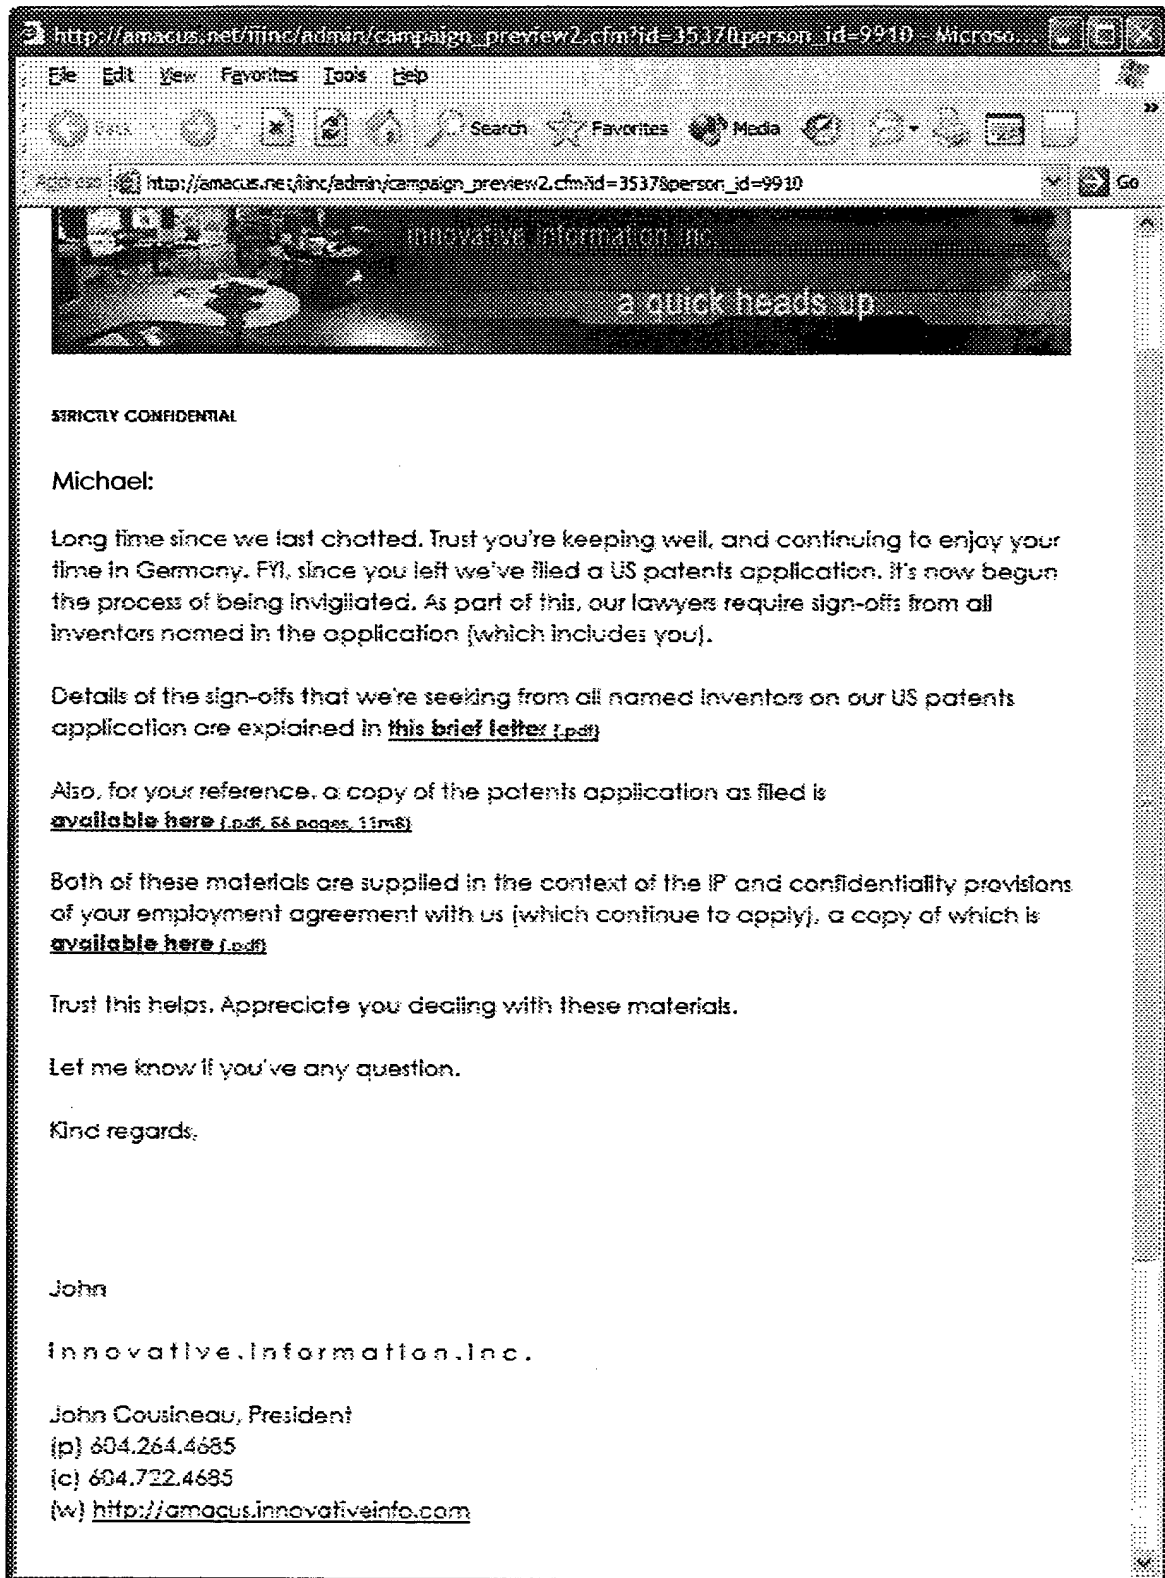 http://amacus.net/iiinc/admin/campaign_preview2.cfm?id=3537&person_id=9910 - Microso...
File Edit View Favorites Tools Help
Back Search Favorites Media
Address http://amacus.net/iiinc/admin/campaign_preview2.cfm?id=3537&person_id=9910 Go
innovative information inc.
a quick heads up ...
STRICTLY CONFIDENTIAL
Michael:
Long time since we last chatted. Trust you're keeping well, and continuing to enjoy your
time in Germany. FYI, since you left we've filed a US patents application. It's now begun
the process of being invigilated. As part of this, our lawyers require sign-offs from all
inventors named in the application (which includes you).
Details of the sign-offs that we're seeking from all named inventors on our US patents
application are explained in this brief letter (.pdf)
Also, for your reference, a copy of the patents application as filed is
available here (.pdf, 66 pages, 11mB)
Both of these materials are supplied in the context of the IP and confidentiality provisions
of your employment agreement with us (which continue to apply), a copy of which is
available here (.pdf)
Trust this helps. Appreciate you dealing with these materials.
Let me know if you've any question.
Kind regards,
John
innovative.information.inc.
John Cousineau, President
(p) 604.264.4685
(c) 604.722.4685
(w) http://amacus.innovativeinfo.com